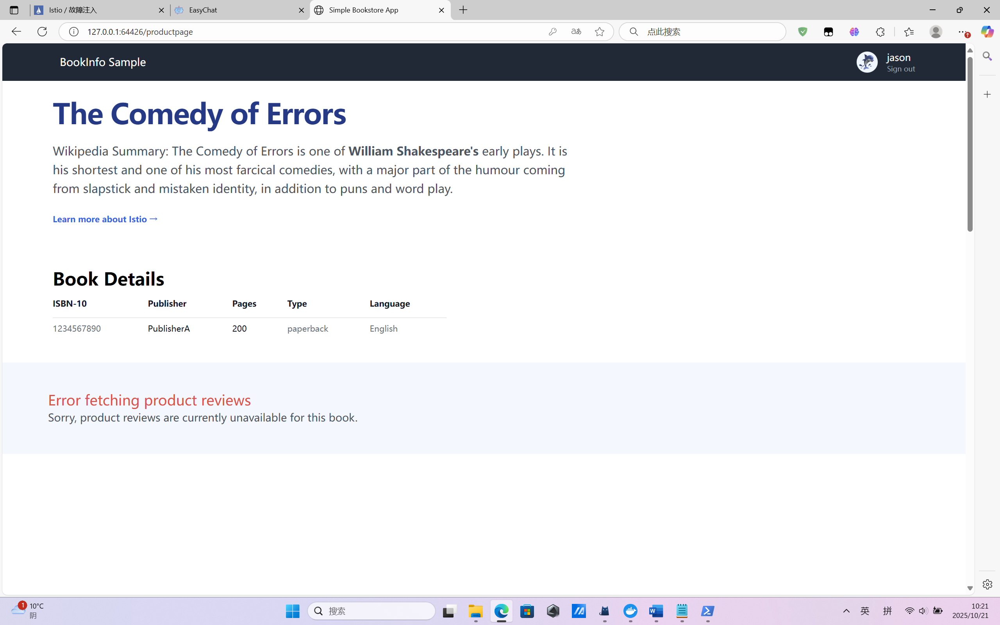 Istio / 故障注入
EasyChat
Simple Bookstore App
127.0.0.1:64426/productpage
aあ
点此搜索
BookInfo Sample
jason
Sign out
The Comedy of Errors
Wikipedia Summary: The Comedy of Errors is one of William Shakespeare's early plays. It is
his shortest and one of his most farcical comedies, with a major part of the humour coming
from slapstick and mistaken identity, in addition to puns and word play.
Learn more about Istio →
Book Details
ISBN-10 Publisher Pages Type Language
1234567890 PublisherA 200 paperback English
Error fetching product reviews
Sorry, product reviews are currently unavailable for this book.
1
10°C
阴
搜索
英
拼
10:21
2025/10/21